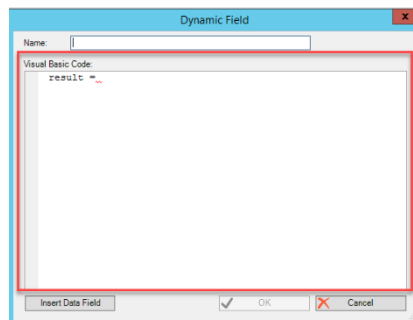 Dynamic Field
x
Name:
Visual Basic Code:
result =
Insert Data Field
OK
Cancel